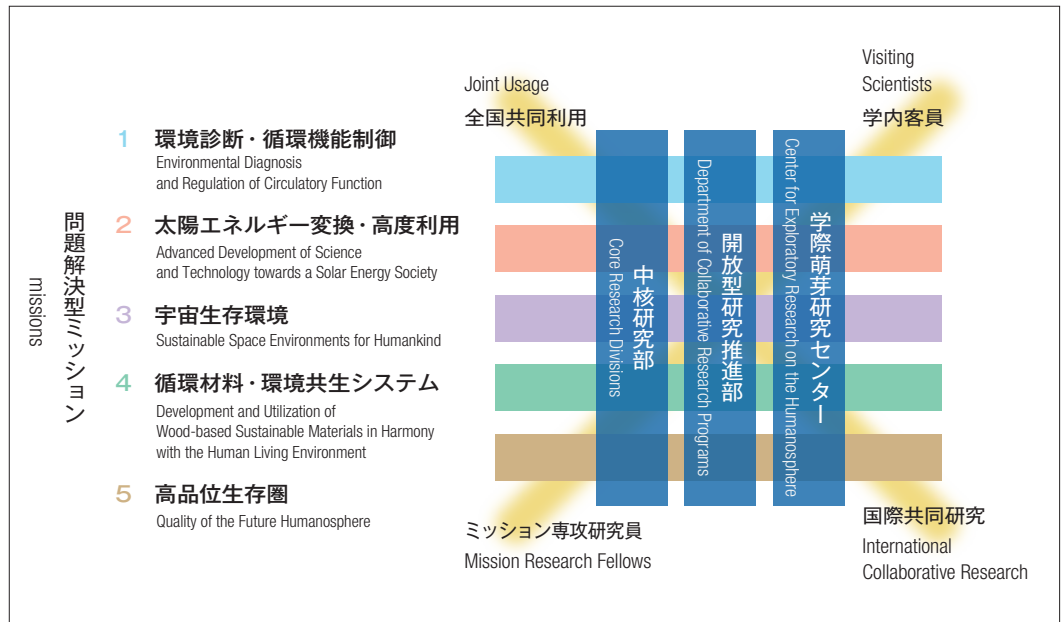 問題解決型ミッション
missions
1 環境診断・循環機能制御
Environmental Diagnosis
and Regulation of Circulatory Function
2 太陽エネルギー変換・高度利用
Advanced Development of Science
and Technology towards a Solar Energy Society
3 宇宙生存環境
Sustainable Space Environments for Humankind
4 循環材料・環境共生システム
Development and Utilization of
Wood-based Sustainable Materials in Harmony
with the Human Living Environment
5 高品位生存圏
Quality of the Future Humanosphere
Joint Usage
全国共同利用
Visiting
Scientists
学内客員
中核研究部
Core Research Divisions
開放型研究推進部
Department of Collaborative Research Programs
学際萌芽研究センター
Center for Exploratory Research on the Humanosphere
ミッション専攻研究員
Mission Research Fellows
国際共同研究
International
Collaborative Research